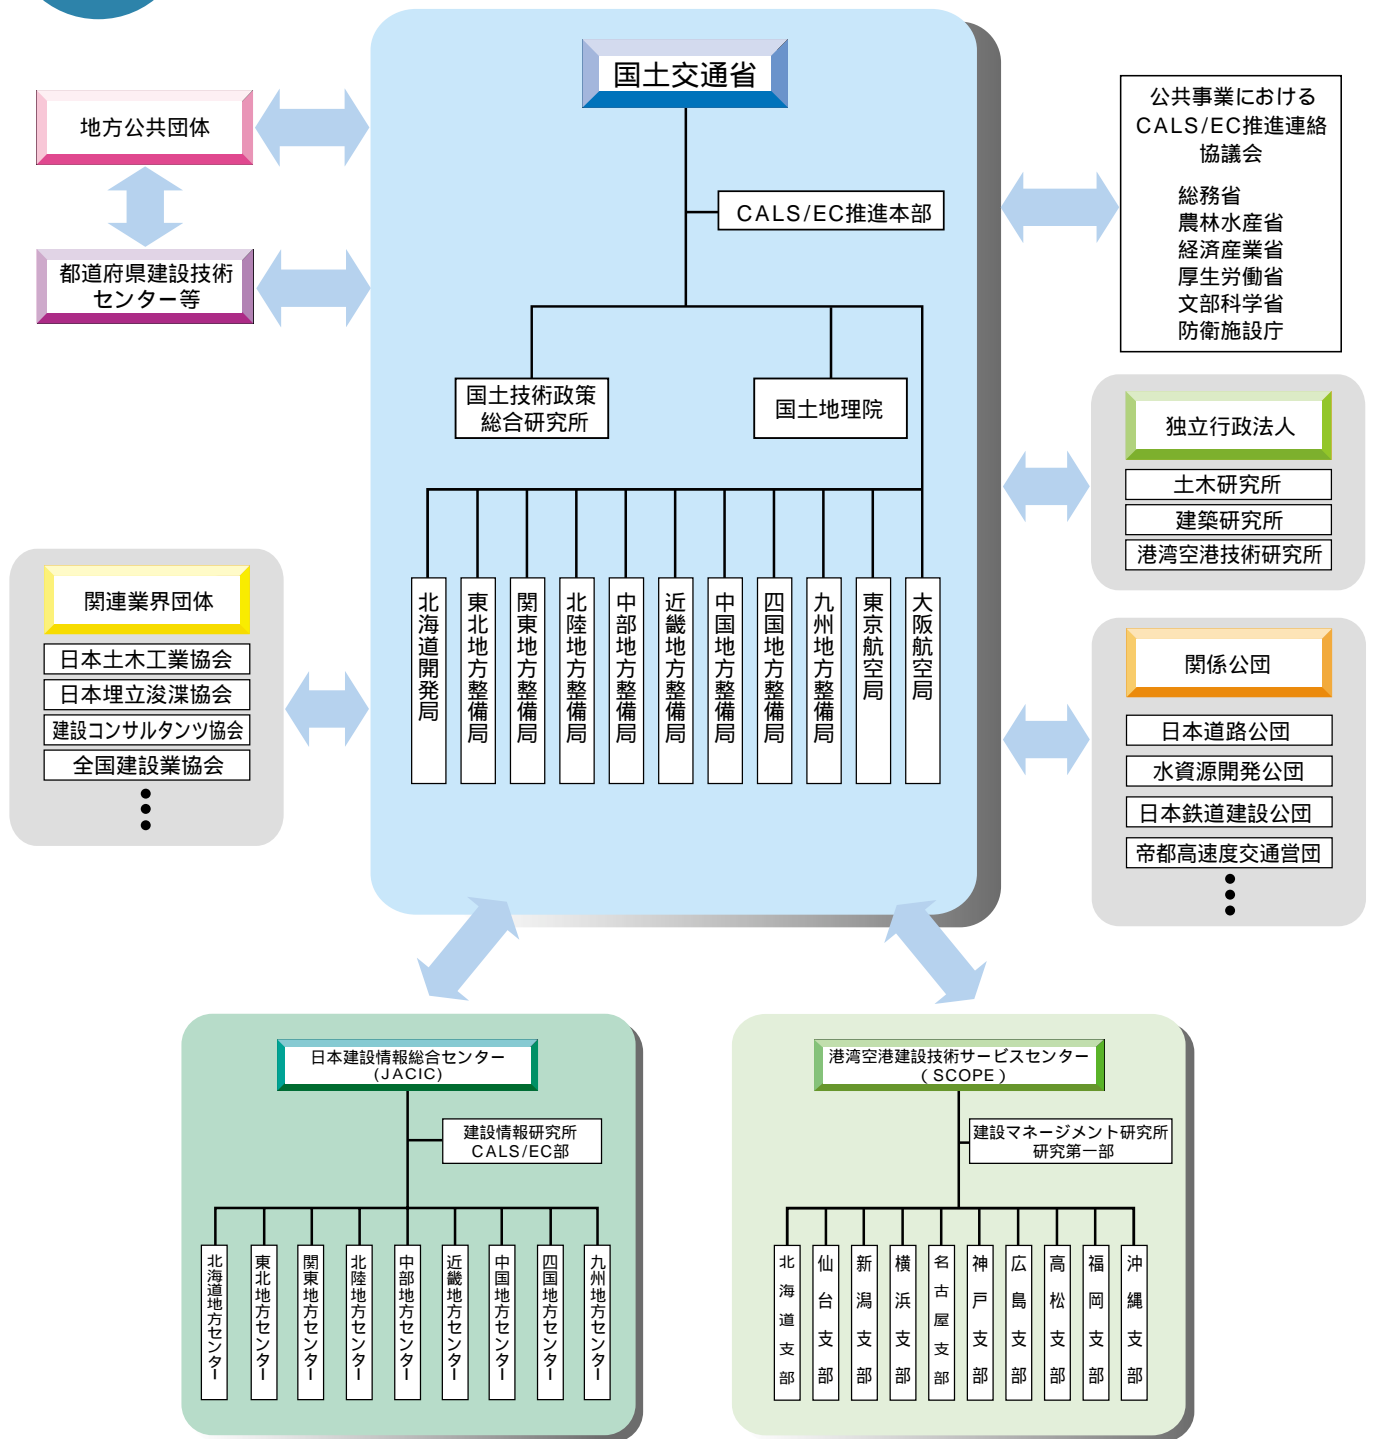 国土交通省
CALS/EC推進本部
国土技術政策
総合研究所
国土地理院
北海道開発局
東北地方整備局
関東地方整備局
北陸地方整備局
中部地方整備局
近畿地方整備局
中国地方整備局
四国地方整備局
九州地方整備局
東京航空局
大阪航空局
地方公共団体
都道府県建設技術
センター等
関連業界団体
日本土木工業協会
日本埋立浚渫協会
建設コンサルタンツ協会
全国建設業協会
公共事業における
CALS/EC推進連絡
協議会
総務省
農林水産省
経済産業省
厚生労働省
文部科学省
防衛施設庁
独立行政法人
土木研究所
建築研究所
港湾空港技術研究所
関係公団
日本道路公団
水資源開発公団
日本鉄道建設公団
帝都高速度交通営団
日本建設情報総合センター
(JACIC)
建設情報研究所
CALS/EC部
北海道地方センター
東北地方センター
関東地方センター
北陸地方センター
中部地方センター
近畿地方センター
中国地方センター
四国地方センター
九州地方センター
港湾空港建設技術サービスセンター
(SCOPE)
建設マネージメント研究所
研究第一部
北海道支部
仙台支部
新潟支部
横浜支部
名古屋支部
神戸支部
広島支部
高松支部
福岡支部
沖縄支部